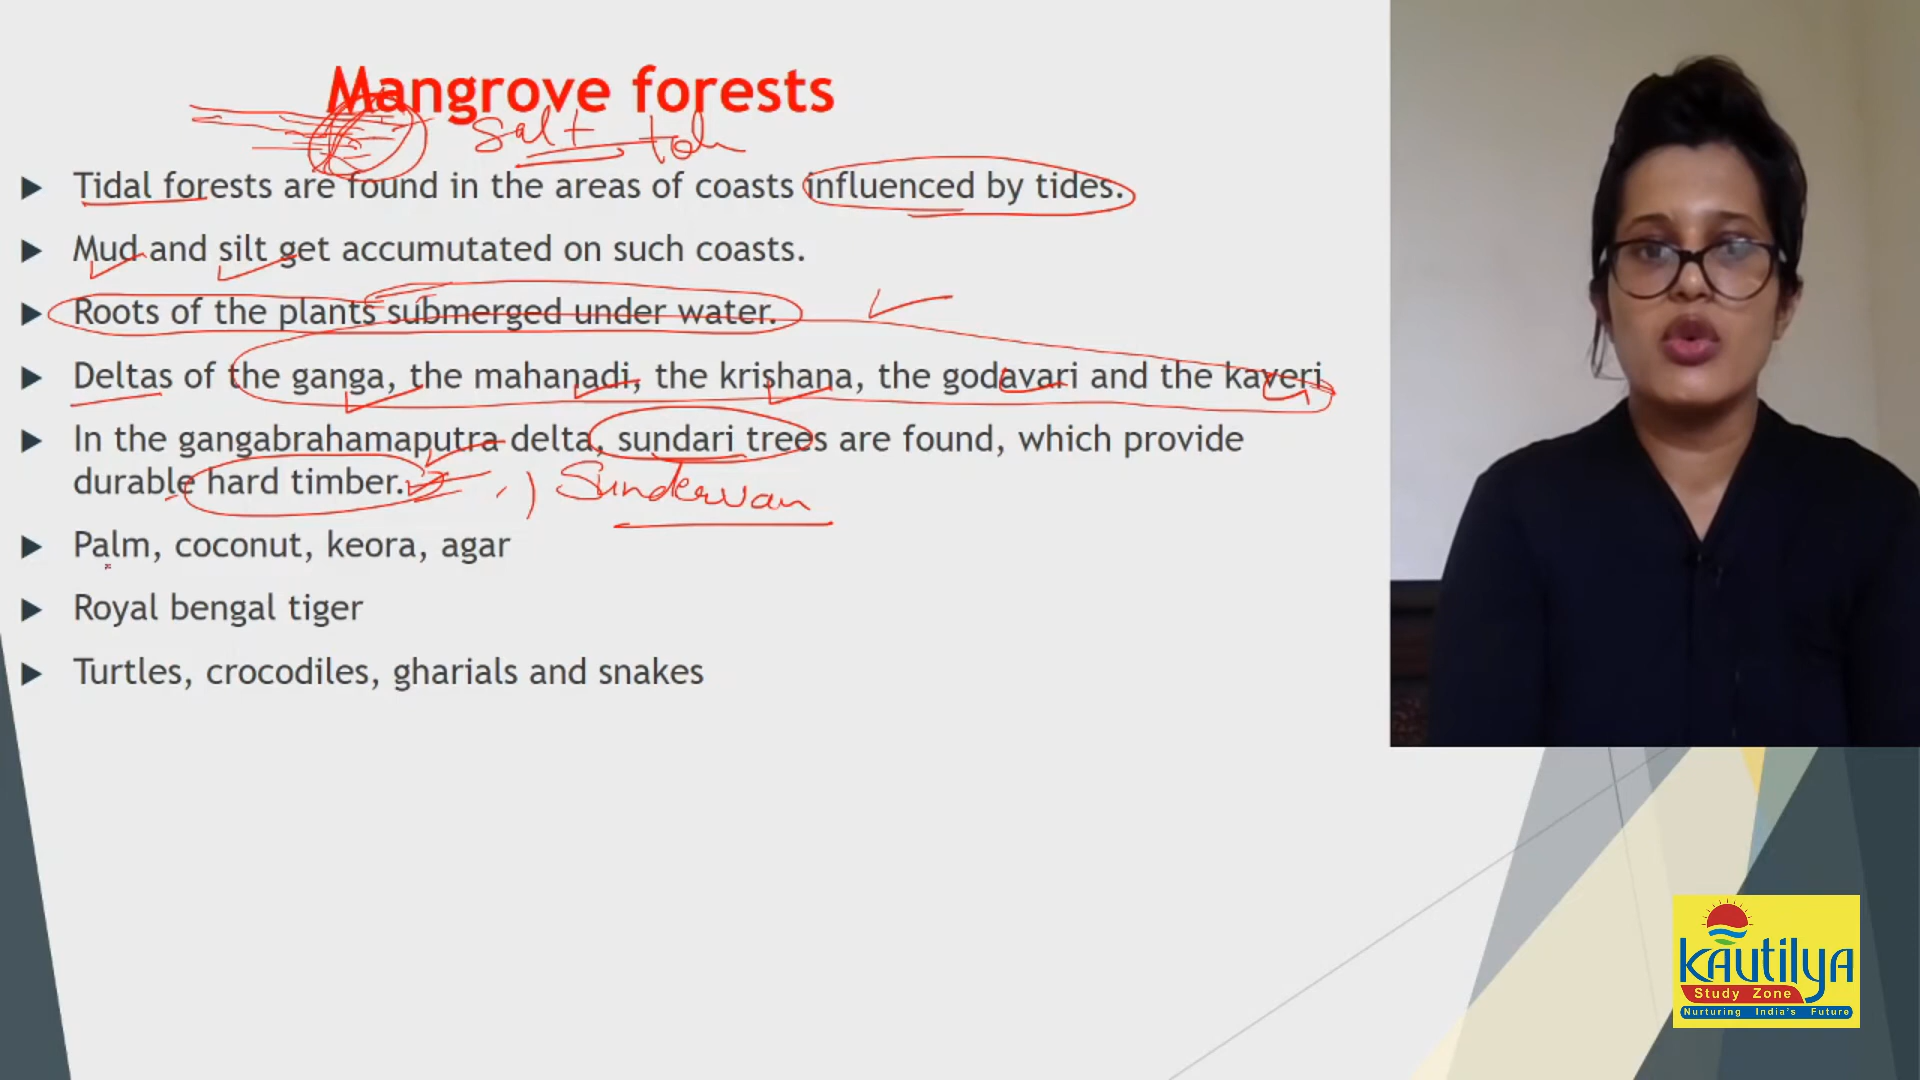 Mangrove forests
Salt tol
Tidal forests are found in the areas of coasts influenced by tides.
Mud and silt get accumutated on such coasts.
Roots of the plants submerged under water.
Deltas of the ganga, the mahanadi, the krishana, the godavari and the kaveri
In the gangabrahamaputra delta, sundari trees are found, which provide
durable hard timber.
Sundervan
Palm, coconut, keora, agar
Royal bengal tiger
Turtles, crocodiles, gharials and snakes
kautilya
Study Zone
Nurturing India's Future